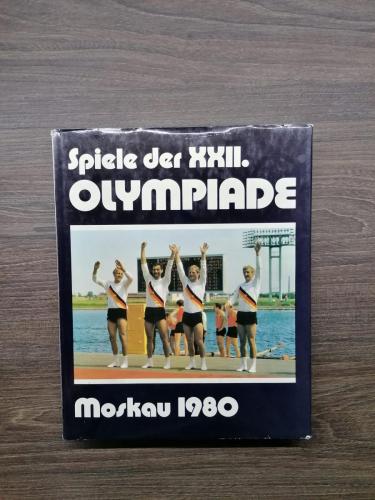 Spiele der XXII.
OLYMPIADE
Moskau 1980